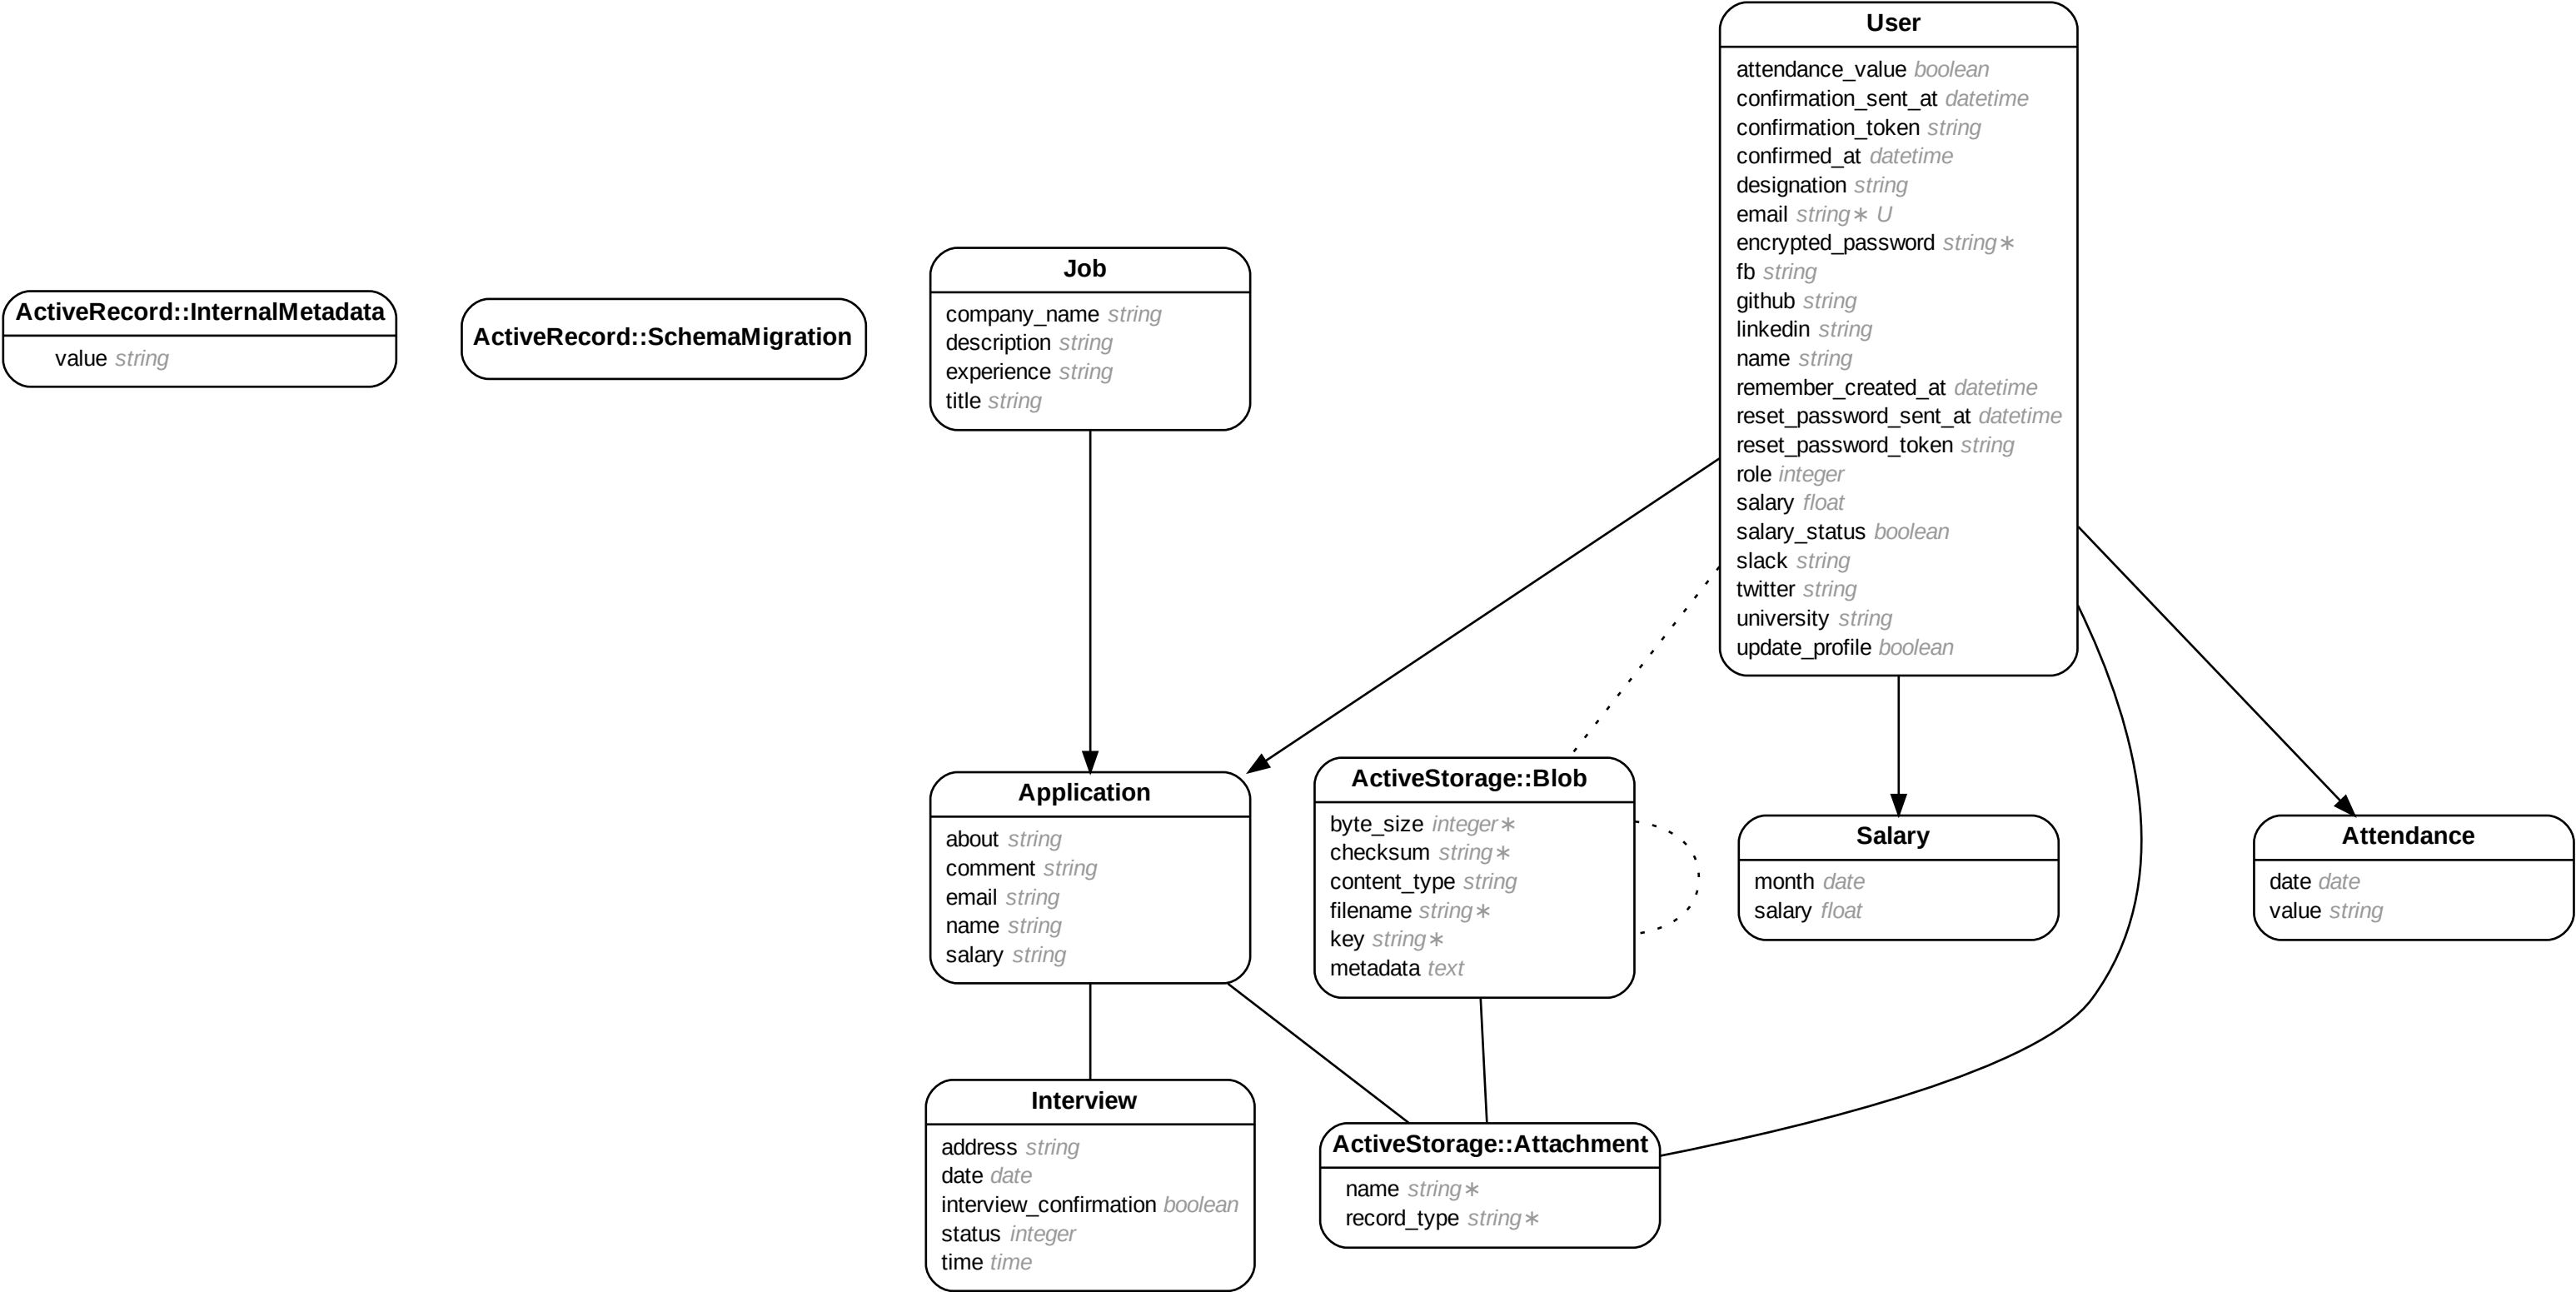 User
attendance_value boolean
confirmation_sent_at datetime
confirmation_token string
confirmed_at datetime
designation string
email string∗ U
encrypted_password string∗
fb string
github string
linkedin string
name string
remember_created_at datetime
reset_password_sent_at datetime
reset_password_token string
role integer
salary float
salary_status boolean
slack string
twitter string
university string
update_profile boolean
ActiveRecord::InternalMetadata
value string
ActiveRecord::SchemaMigration
Job
company_name string
description string
experience string
title string
Application
about string
comment string
email string
name string
salary string
ActiveStorage::Blob
byte_size integer∗
checksum string∗
content_type string
filename string∗
key string∗
metadata text
Salary
month date
salary float
Attendance
date date
value string
Interview
address string
date date
interview_confirmation boolean
status integer
time time
ActiveStorage::Attachment
name string∗
record_type string∗